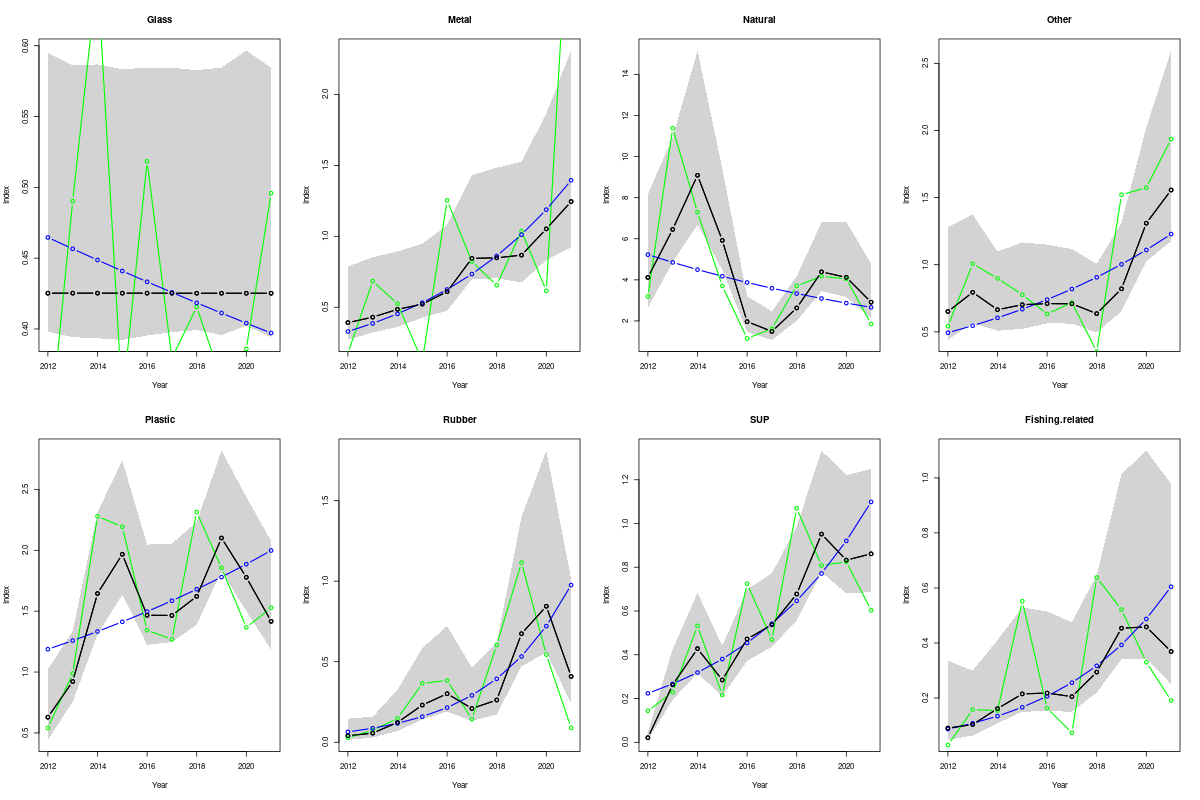 Glass
Index
0.60
0.55
0.50
0.45
0.40
2012 2014 2016 2018 2020
Year
Metal
Index
2.0
1.5
1.0
0.5
2012 2014 2016 2018 2020
Year
Natural
Index
14
12
10
8
6
4
2
2012 2014 2016 2018 2020
Year
Other
Index
2.5
2.0
1.5
1.0
0.5
2012 2014 2016 2018 2020
Year
Plastic
Index
2.5
2.0
1.5
1.0
0.5
2012 2014 2016 2018 2020
Year
Rubber
Index
1.5
1.0
0.5
0.0
2012 2014 2016 2018 2020
Year
SUP
Index
1.2
1.0
0.8
0.6
0.4
0.2
0.0
2012 2014 2016 2018 2020
Year
Fishing.related
Index
1.0
0.8
0.6
0.4
0.2
2012 2014 2016 2018 2020
Year